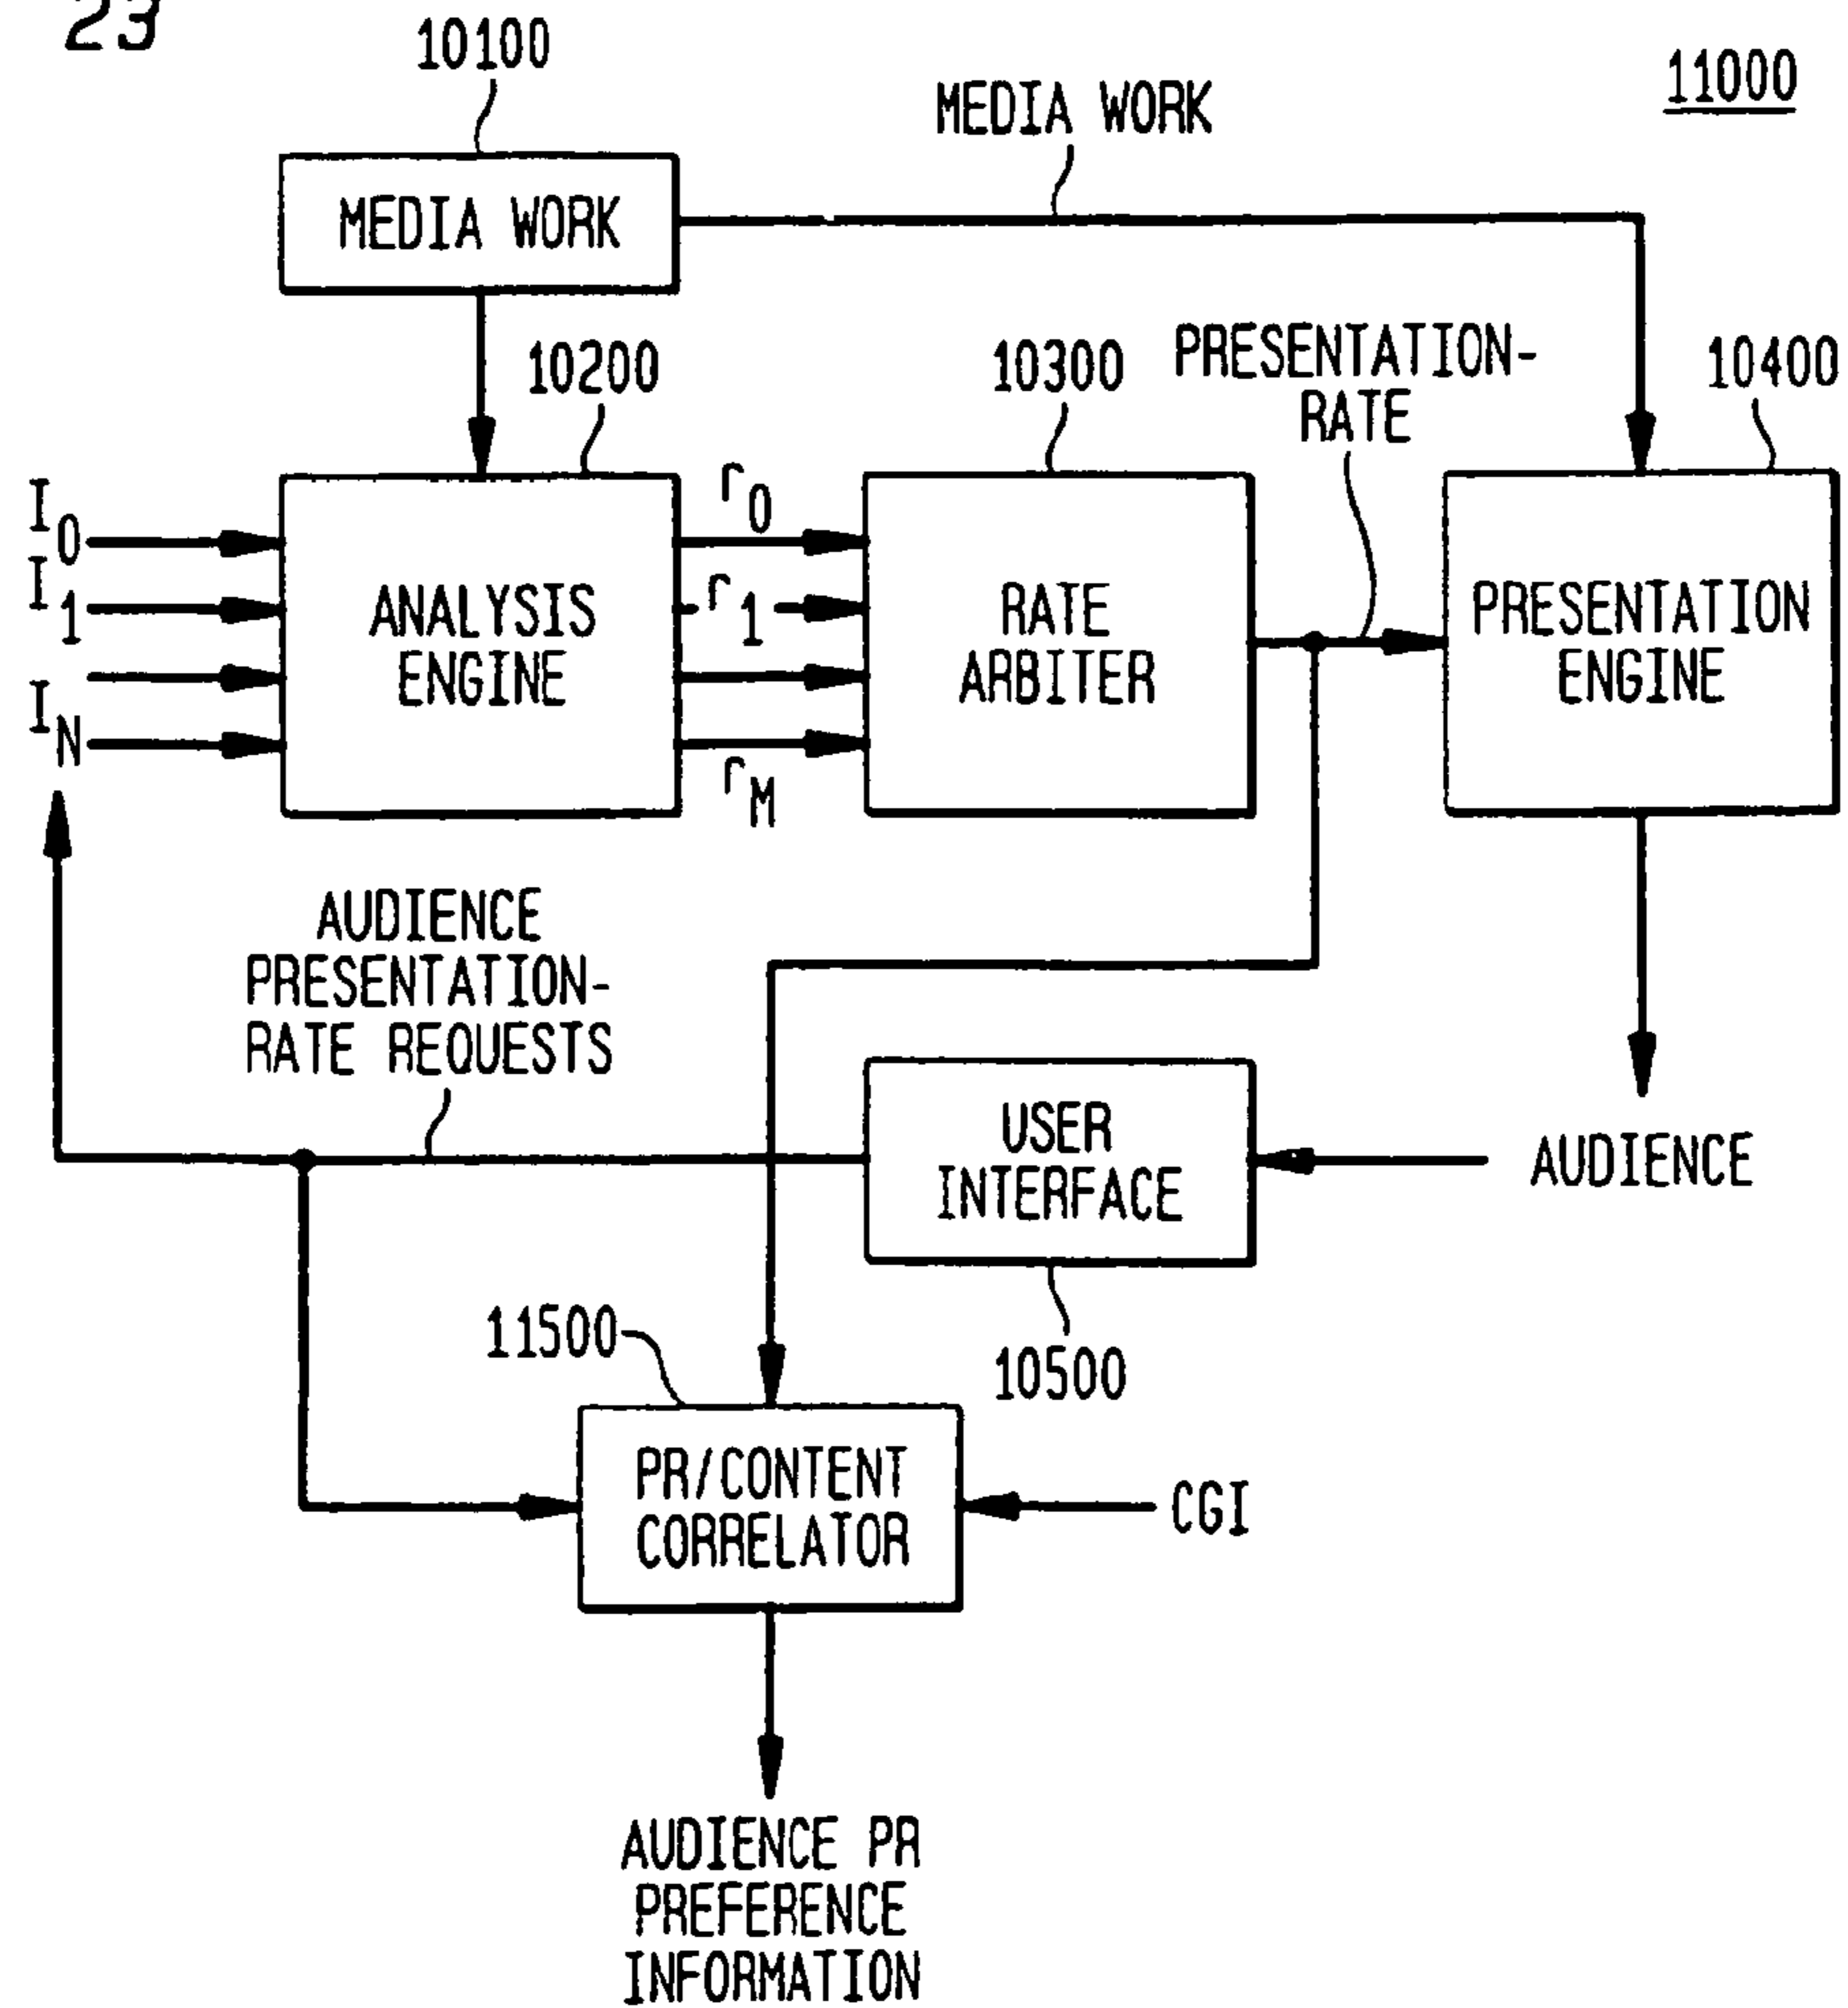 23
10100
MEDIA WORK
11000
MEDIA WORK
10200
10300
PRESENTATION-
RATE
10400
I0
I1
IN
ANALYSIS
ENGINE
r0
r1
rM
RATE
ARBITER
PRESENTATION
ENGINE
AUDIENCE
PRESENTATION-
RATE REQUESTS
USER
INTERFACE
AUDIENCE
11500
10500
PR/CONTENT
CORRELATOR
CGI
AUDIENCE PR
PREFERENCE
INFORMATION